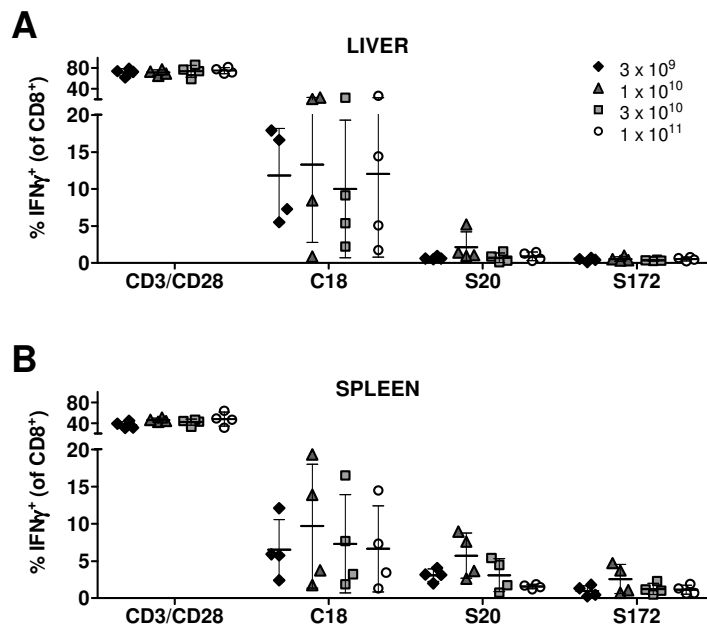 A
LIVER
3 x 10⁹
1 x 10¹⁰
3 x 10¹⁰
1 x 10¹¹
% IFNγ⁺ (of CD8⁺)
80
40
20
15
10
5
0
CD3/CD28 C18 S20 S172
B
SPLEEN
% IFNγ⁺ (of CD8⁺)
80
40
20
15
10
5
0
CD3/CD28 C18 S20 S172